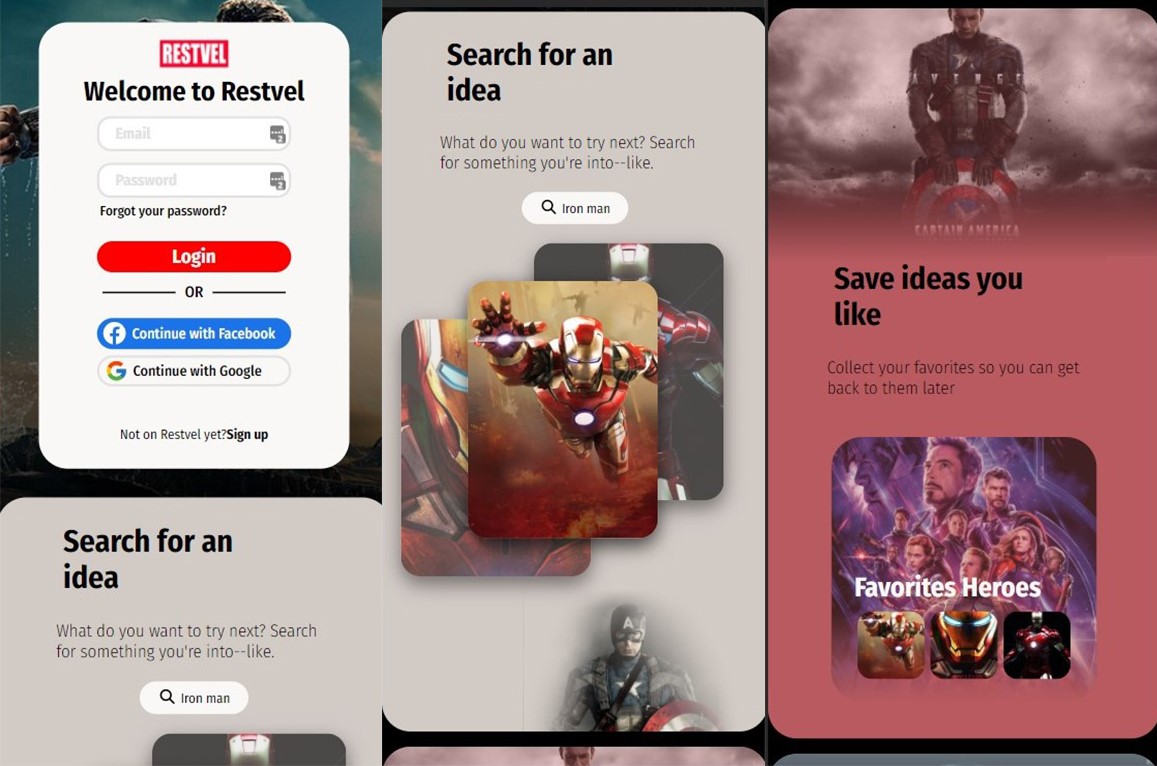 RESTVEL
Welcome to Restvel
Email
Password
Forgot your password?
Login
OR
Continue with Facebook
Continue with Google
Not on Restvel yet?Sign up
Search for an
idea
What do you want to try next? Search
for something you're into--like.
Iron man
Search for an
idea
What do you want to try next? Search
for something you're into--like.
Iron man
A
CAPTAIN AMERICA
Save ideas you
like
Collect your favorites so you can get
back to them later
Favorites Heroes